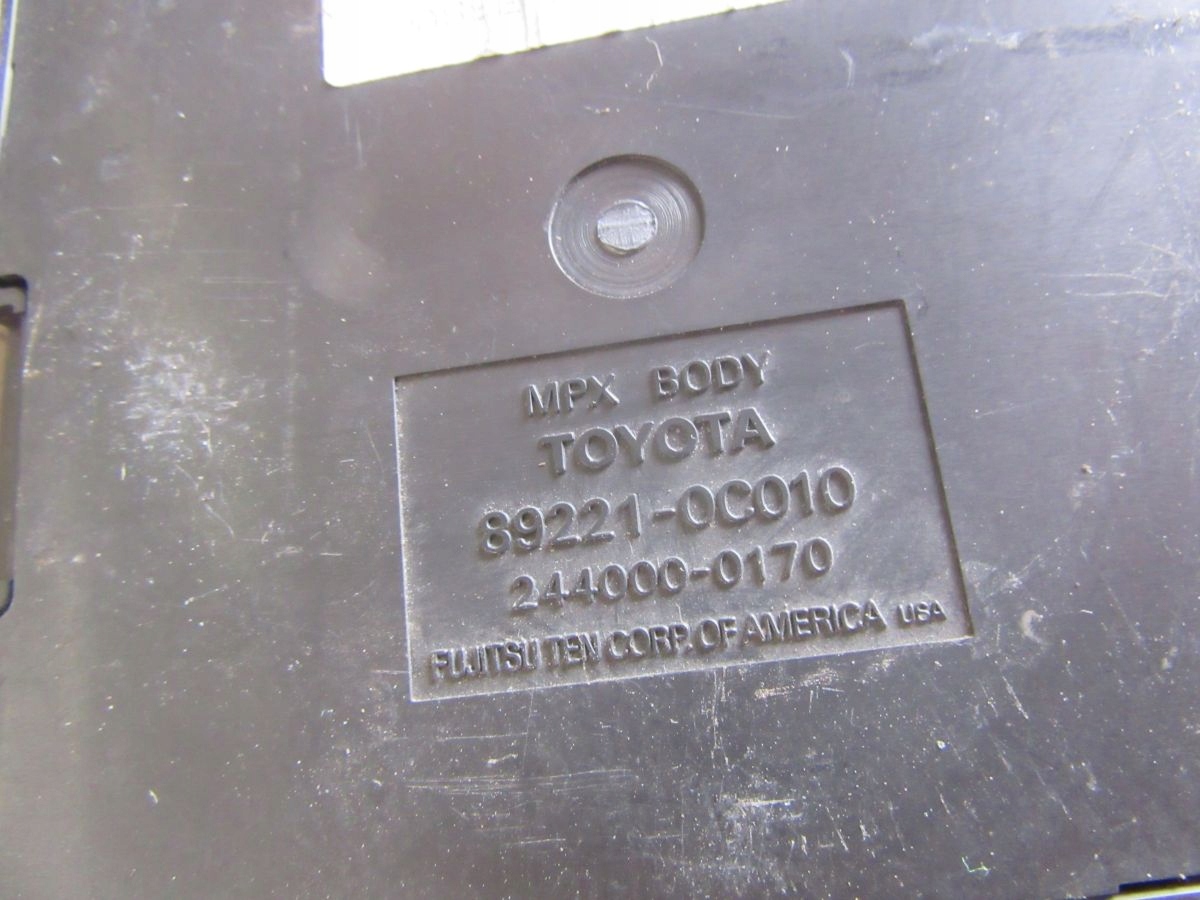 MPX BODY
TOYOTA
89221-0C010
244000-0170
FUJITSU TEN CORP. OF AMERICA USA